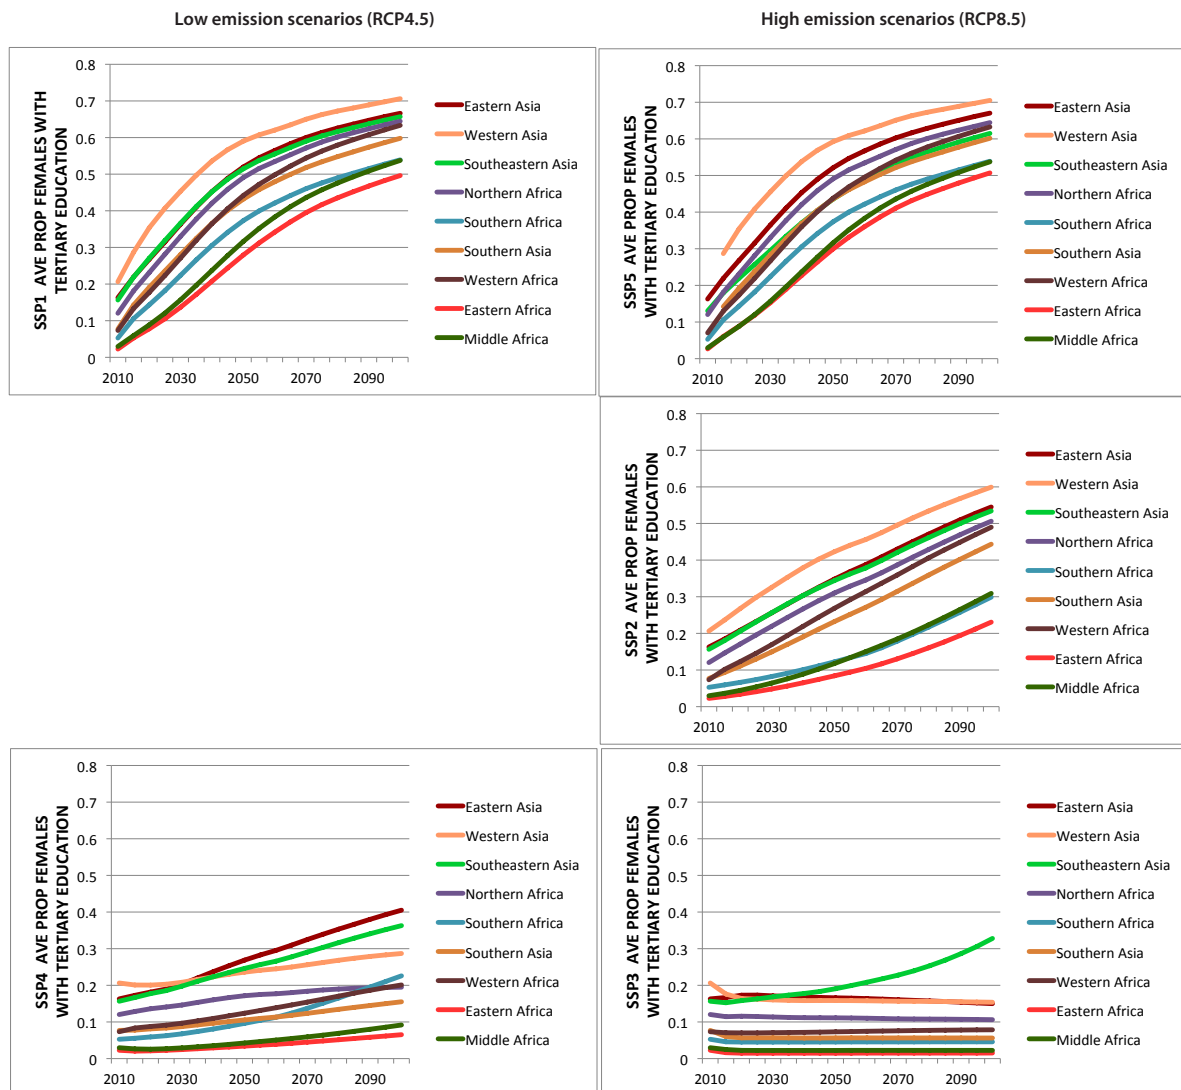 Low emission scenarios (RCP4.5)
High emission scenarios (RCP8.5)
SSP1 AVE PROP FEMALES WITH
TERTIARY EDUCATION
0.8
0.7
0.6
0.5
0.4
0.3
0.2
0.1
0
2010 2030 2050 2070 2090
Eastern Asia
Western Asia
Southeastern Asia
Northern Africa
Southern Africa
Southern Asia
Western Africa
Eastern Africa
Middle Africa
SSP5 AVE PROP FEMALES
WITH TERTIARY EDUCATION
0.8
0.7
0.6
0.5
0.4
0.3
0.2
0.1
0
2010 2030 2050 2070 2090
Eastern Asia
Western Asia
Southeastern Asia
Northern Africa
Southern Africa
Southern Asia
Western Africa
Eastern Africa
Middle Africa
SSP2 AVE PROP FEMALES
WITH TERTIARY EDUCATION
0.8
0.7
0.6
0.5
0.4
0.3
0.2
0.1
0
2010 2030 2050 2070 2090
Eastern Asia
Western Asia
Southeastern Asia
Northern Africa
Southern Africa
Southern Asia
Western Africa
Eastern Africa
Middle Africa
SSP4 AVE PROP FEMALES
WITH TERTIARY EDUCATION
0.8
0.7
0.6
0.5
0.4
0.3
0.2
0.1
0
2010 2030 2050 2070 2090
Eastern Asia
Western Asia
Southeastern Asia
Northern Africa
Southern Africa
Southern Asia
Western Africa
Eastern Africa
Middle Africa
SSP3 AVE PROP FEMALES
WITH TERTIARY EDUCATION
0.8
0.7
0.6
0.5
0.4
0.3
0.2
0.1
0
2010 2030 2050 2070 2090
Eastern Asia
Western Asia
Southeastern Asia
Northern Africa
Southern Africa
Southern Asia
Western Africa
Eastern Africa
Middle Africa